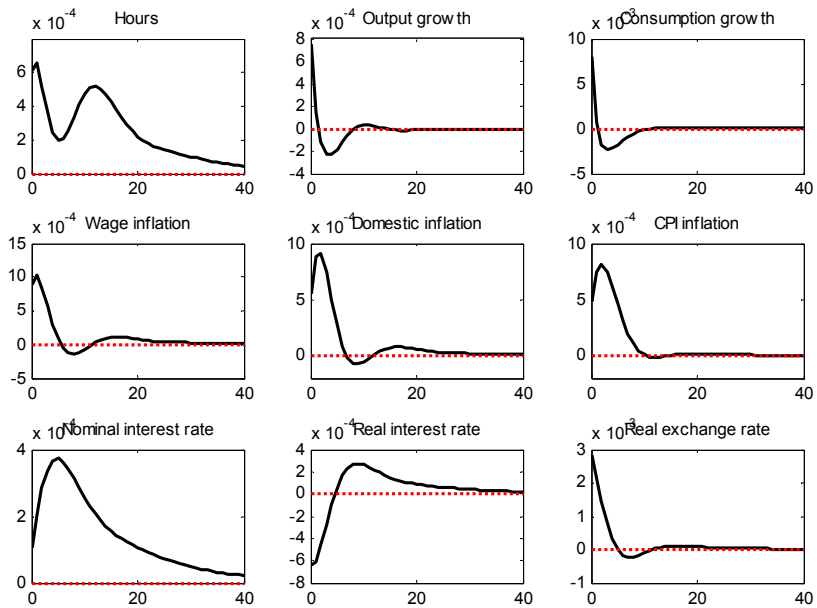 x 10-4
Hours
8
6
4
2
0
0 20 40
x 10-4
Output growth
8
6
4
2
0
-2
-4
0 20 40
x 10-3
Consumption growth
10
5
0
-5
0 20 40
x 10-4
Wage inflation
15
10
5
0
-5
0 20 40
x 10-4
Domestic inflation
10
5
0
0 20 40
x 10-4
CPI inflation
10
5
0
0 20 40
x 10-4
Nominal interest rate
4
2
0
0 20 40
x 10-4
Real interest rate
4
2
0
-2
-4
-6
-8
0 20 40
x 10-3
Real exchange rate
3
2
1
0
-1
0 20 40